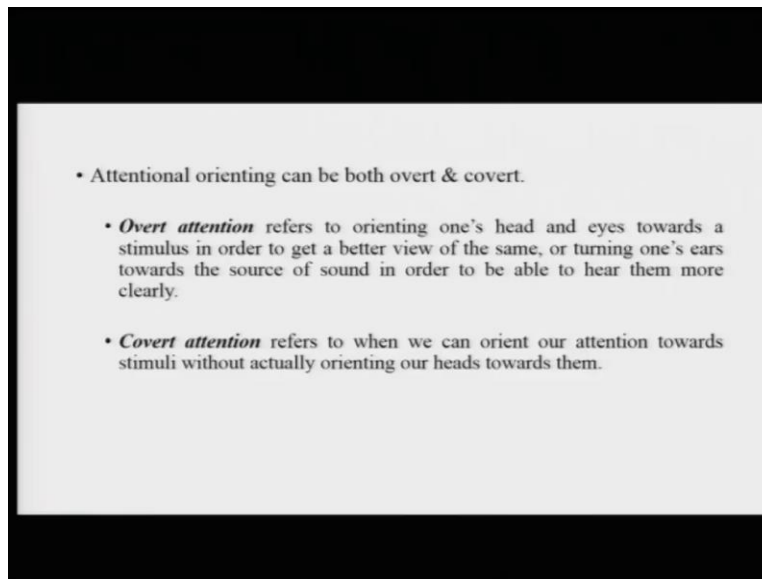 • Attentional orienting can be both overt & covert.
• Overt attention refers to orienting one's head and eyes towards a
stimulus in order to get a better view of the same, or turning one's ears
towards the source of sound in order to be able to hear them more
clearly.
• Covert attention refers to when we can orient our attention towards
stimuli without actually orienting our heads towards them.